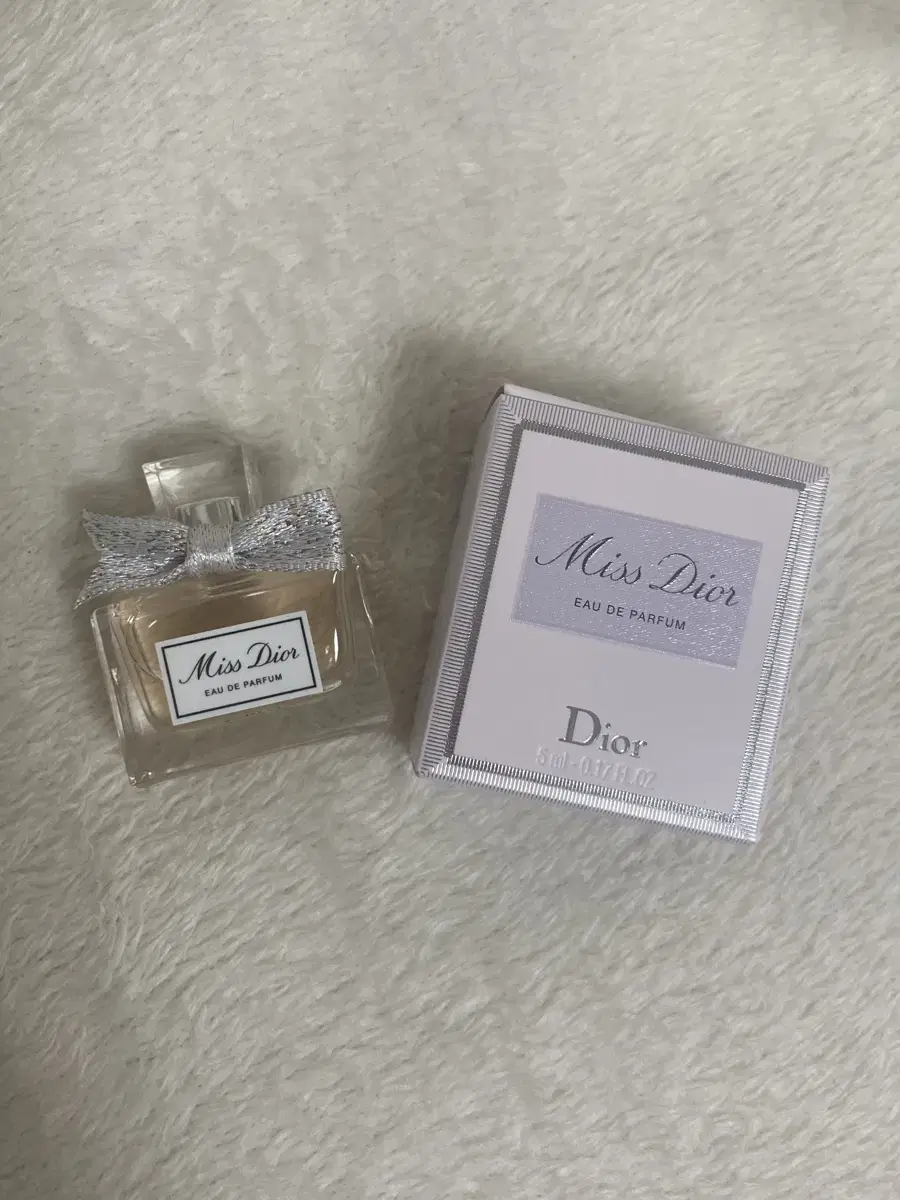 Miss Dior
EAU DE PARFUM
Miss Dior
EAU DE PARFUM
Dior
5 ml - 0.17 FL. OZ